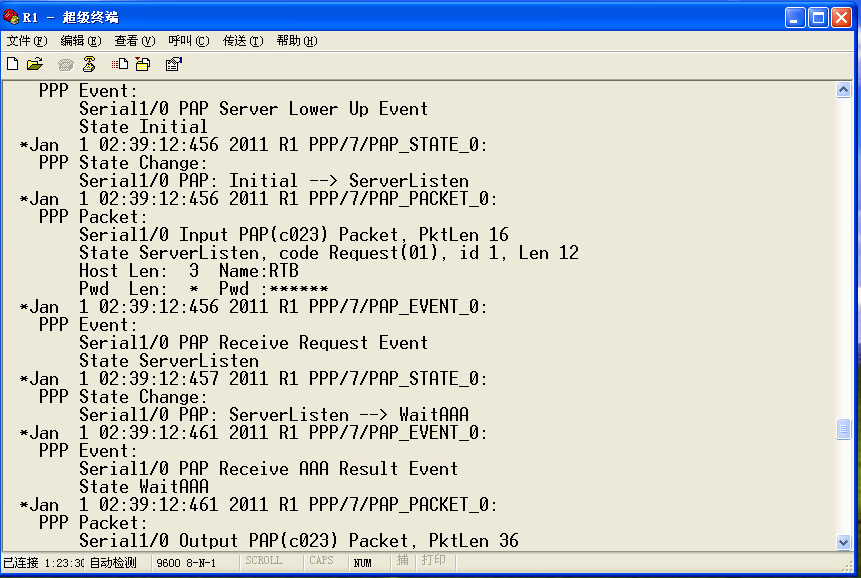 R1 - 超级终端
文件(F) 编辑(E) 查看(V) 呼叫(C) 传送(T) 帮助(H)
PPP Event:
Serial1/0 PAP Server Lower Up Event
State Initial
*Jan  1 02:39:12:456 2011 R1 PPP/7/PAP_STATE_0:
PPP State Change:
Serial1/0 PAP: Initial --> ServerListen
*Jan  1 02:39:12:456 2011 R1 PPP/7/PAP_PACKET_0:
PPP Packet:
Serial1/0 Input PAP(c023) Packet, PktLen 16
State ServerListen, code Request(01), id 1, Len 12
Host Len:  3  Name:RTB
Pwd  Len:  *  Pwd :******
*Jan  1 02:39:12:456 2011 R1 PPP/7/PAP_EVENT_0:
PPP Event:
Serial1/0 PAP Receive Request Event
State ServerListen
*Jan  1 02:39:12:457 2011 R1 PPP/7/PAP_STATE_0:
PPP State Change:
Serial1/0 PAP: ServerListen --> WaitAAA
*Jan  1 02:39:12:461 2011 R1 PPP/7/PAP_EVENT_0:
PPP Event:
Serial1/0 PAP Receive AAA Result Event
State WaitAAA
*Jan  1 02:39:12:461 2011 R1 PPP/7/PAP_PACKET_0:
PPP Packet:
Serial1/0 Output PAP(c023) Packet, PktLen 36
已连接 1:23:30 自动检测 9600 8-N-1 SCROLL CAPS NUM 捕 打印